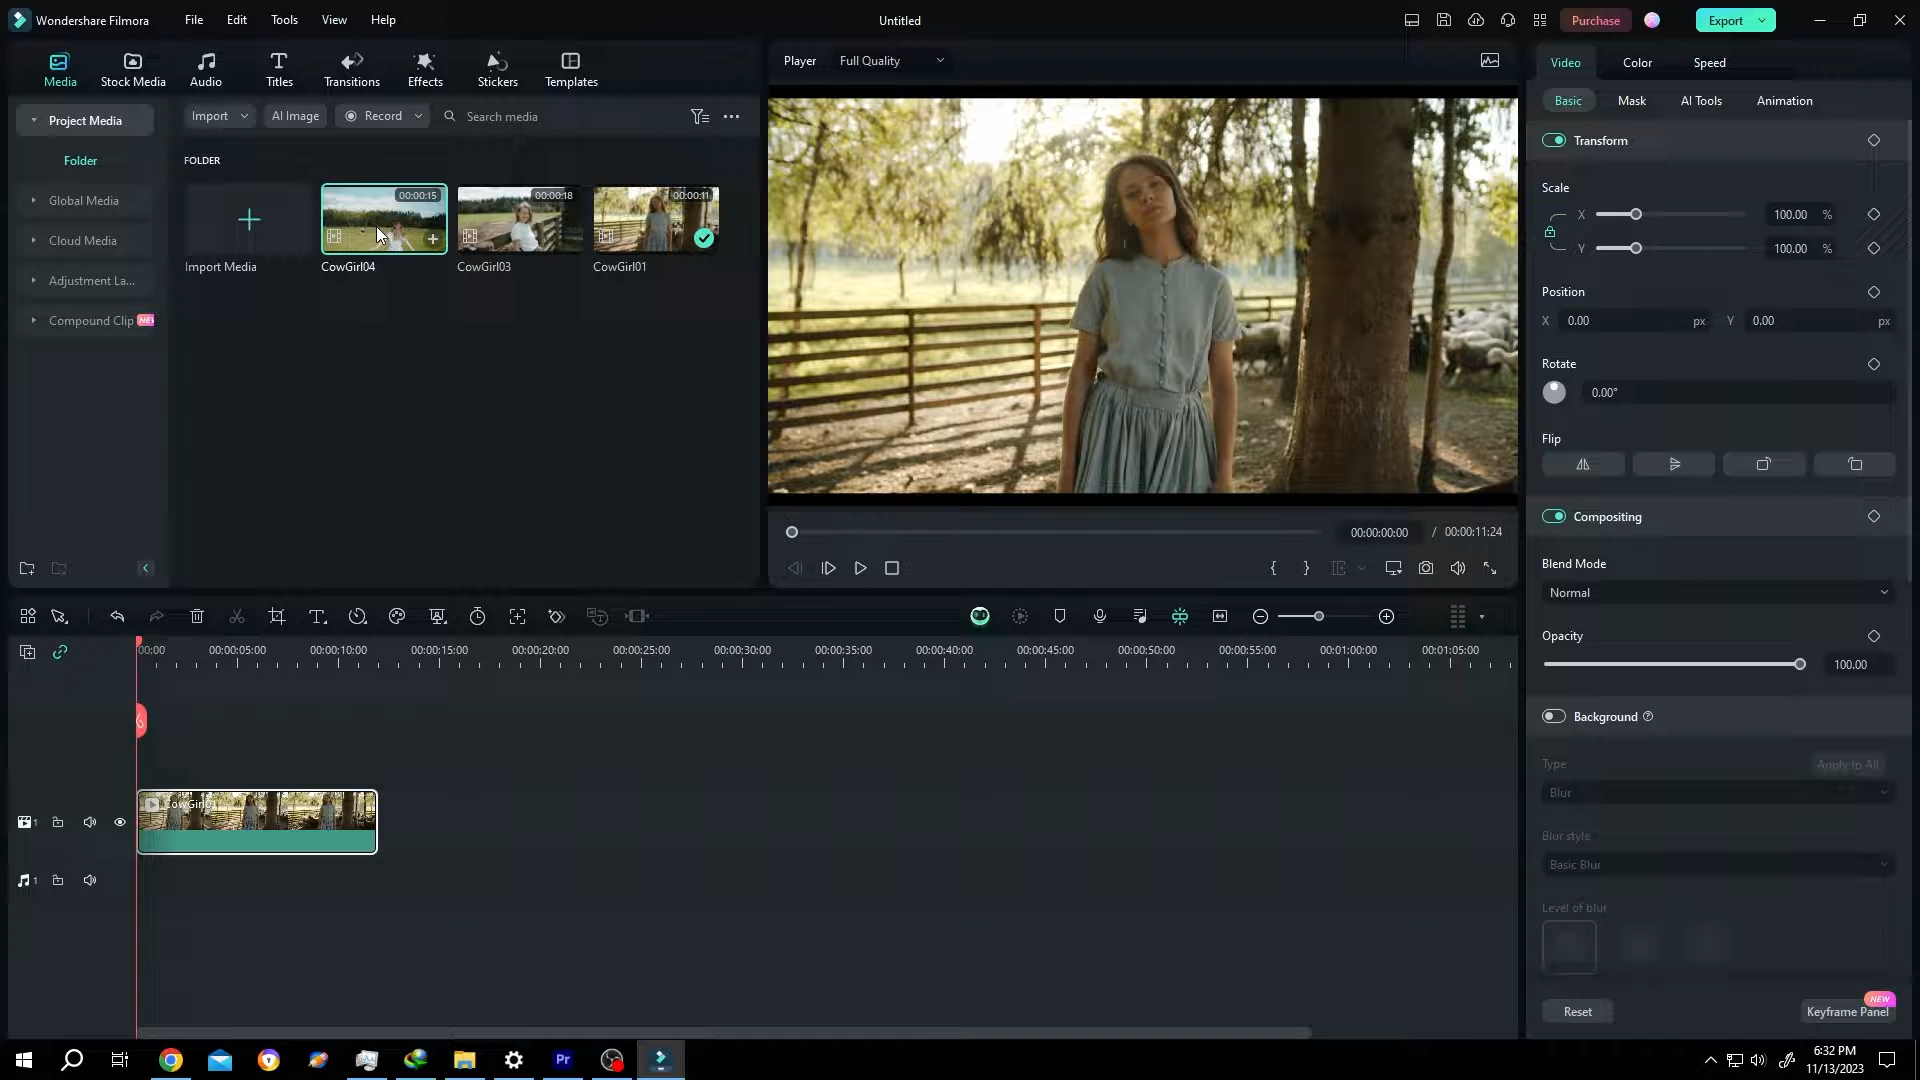 Wondershare Filmora File Edit Tools View Help Untitled Purchase Export
Media Stock Media Audio Titles Transitions Effects Stickers Templates
Player Full Quality
Video Color Speed
Project Media
Import AI Image Record Search media
Basic Mask AI Tools Animation
Folder
FOLDER
Transform
Global Media
00:00:15
00:00:18
00:00:11
Scale
X 100.00 %
Cloud Media
Y 100.00 %
Import Media CowGirl04 CowGirl03 CowGirl01
Adjustment La...
Position
Compound Clip NEW
X 0.00 px Y 0.00 px
Rotate
0.00°
Flip
Compositing
00:00:00:00 / 00:00:11:24
Blend Mode
Normal
Opacity
100.00
00:00 00:00:05:00 00:00:10:00 00:00:15:00 00:00:20:00 00:00:25:00 00:00:30:00 00:00:35:00 00:00:40:00 00:00:45:00 00:00:50:00 00:00:55:00 00:01:00:00 00:01:05:00
Background
Type Apply to All
Blur
CowGirl01
1
Blur style
Basic Blur
1
Level of blur
NEW
Reset Keyframe Panel
Pr
6:32 PM
11/13/2023